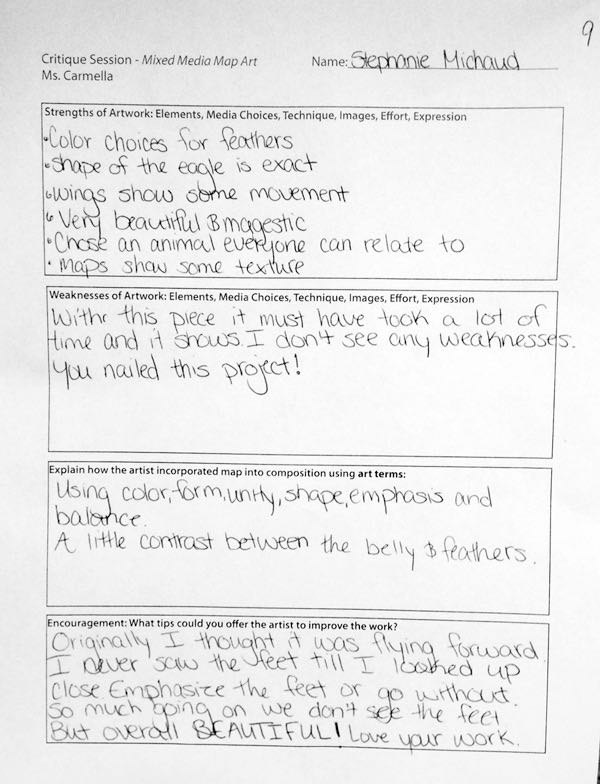 9
Critique Session - Mixed Media Map Art
Name: Stephanie Michaud
Ms. Carmella
Strengths of Artwork: Elements, Media Choices, Technique, Images, Effort, Expression
• Color choices for feathers
• Shape of the eagle is exact
• Wings show some movement
• Very beautiful & magestic
• Chose an animal everyone can relate to
• Maps show some texture
Weaknesses of Artwork: Elements, Media Choices, Technique, Images, Effort, Expression
With this piece it must have took a lot of
time and it shows. I don't see any weaknesses.
You nailed this project!
Explain how the artist incorporated map into composition using art terms:
Using color, form, unity, shape, emphasis and
balance.
A little contrast between the belly & feathers.
Encouragement: What tips could you offer the artist to improve the work?
Originally I thought it was flying forward
I never saw the feet till I looked up
close. Emphasize the feet or go without.
So much going on we don't see the feet
But overall BEAUTIFUL! Love your work.